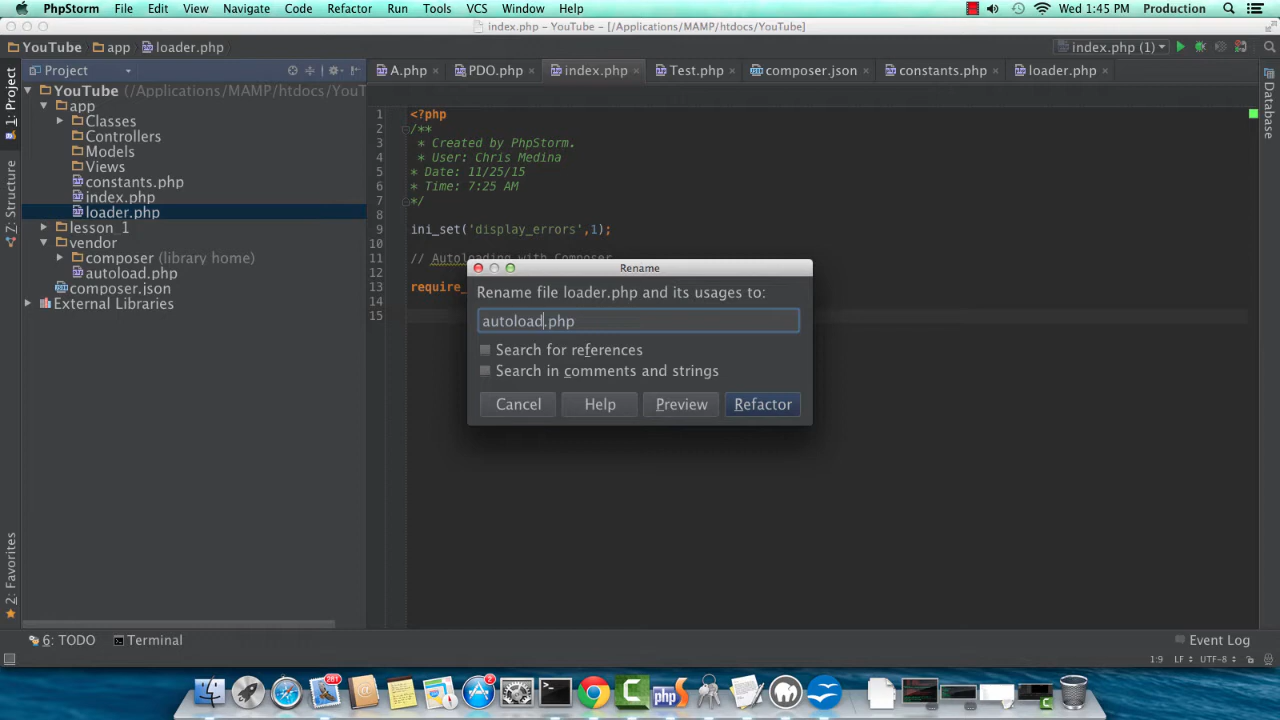 PhpStorm File Edit View Navigate Code Refactor Run Tools VCS Window Help Wed 1:45 PM Production
index.php – YouTube – [/Applications/MAMP/htdocs/YouTube]
YouTube app loader.php index.php (1)
Project A.php PDO.php index.php Test.php composer.json constants.php loader.php
YouTube (/Applications/MAMP/htdocs/YouT
app
Classes
Controllers
Models
Views
constants.php
index.php
loader.php
lesson_1
vendor
composer (library home)
autoload.php
composer.json
External Libraries
1: Project
Z: Structure
2: Favorites
Database
1 <?php
2 /**
3 * Created by PhpStorm.
4 * User: Chris Medina
5 * Date: 11/25/15
6 * Time: 7:25 AM
7 */
8
9 ini_set('display_errors',1);
10
11 // Autoloading with Composer
12
13 require_
14
15
Rename
Rename file loader.php and its usages to:
autoload.php
Search for references
Search in comments and strings
Cancel Help Preview Refactor
6: TODO Terminal Event Log
1:9 LF UTF-8
261
2
php